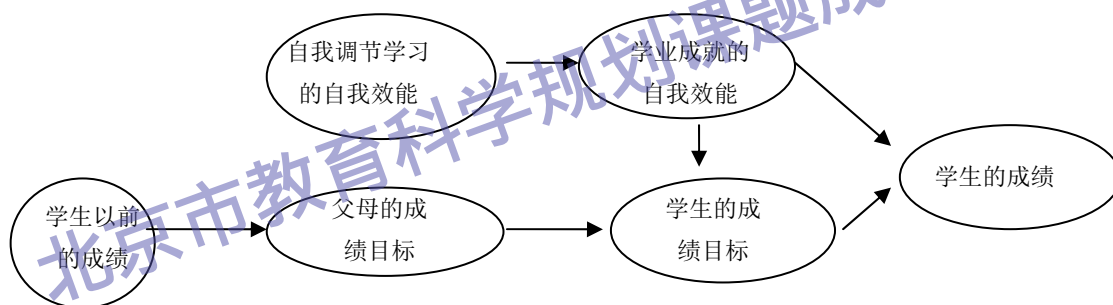 自我调节学习
的自我效能
学业成就的
自我效能
学生的成绩
学生以前
的成绩
父母的成
绩目标
学生的成
绩目标
北京市教育科学规划课题